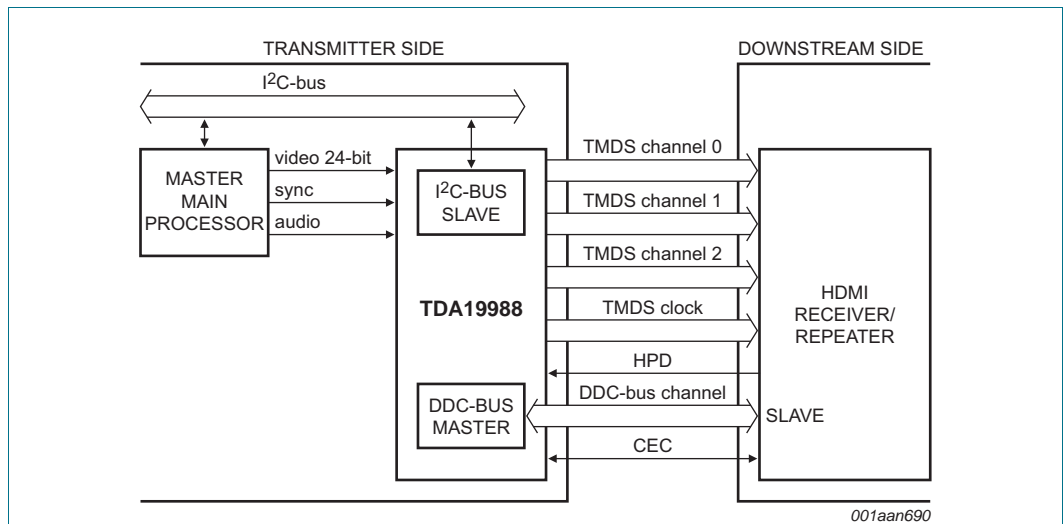 TRANSMITTER SIDE
DOWNSTREAM SIDE
I2C-bus
MASTER
MAIN
PROCESSOR
video 24-bit
sync
audio
I2C-BUS
SLAVE
TDA19988
DDC-BUS
MASTER
TMDS channel 0
TMDS channel 1
TMDS channel 2
TMDS clock
HPD
DDC-bus channel
CEC
HDMI
RECEIVER/
REPEATER
SLAVE
001aan690